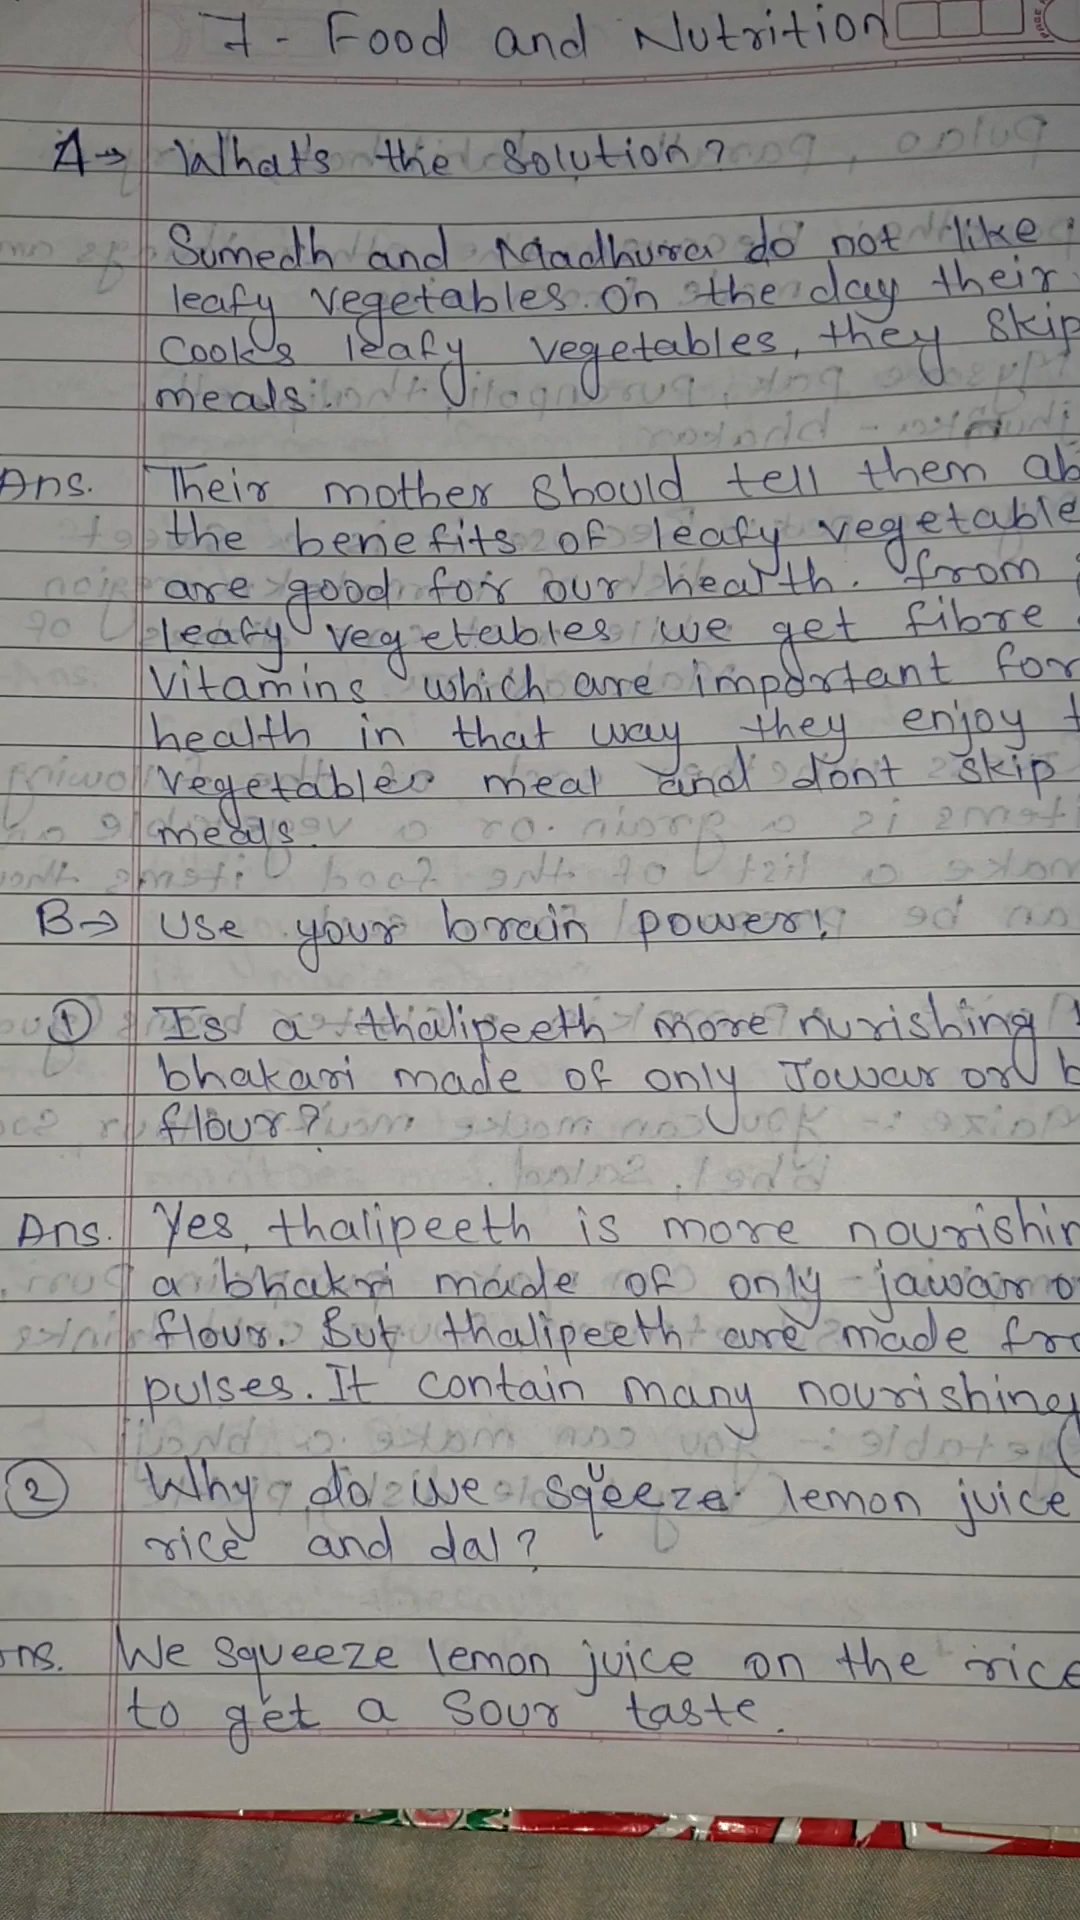 7 - Food and Nutrition
A→ What's the solution?
Sumedh and Maadhura do not like
leafy vegetables. On the day their
Cook's leafy vegetables, they skip
meals.
Ans. Their mother should tell them ab
the benefits of leafy vegetable
are good for our health. from
leafy vegetables we get fibre
Vitamins which are important for
health in that way they enjoy t
vegetables meal and dont skip
meals.
B→ Use your brain power!
① Is a thalipeeth more nurishing t
bhakari made of only Jowar or b
flour?
Ans. Yes, thalipeeth is more nourishin
a bhakri made of only jawar o
flour. But thalipeeth are made fro
pulses. It contain many nourishing
② Why do we sqeeze lemon juice
u
rice and dal?
ns. We squeeze lemon juice on the rice
to get a sour taste.